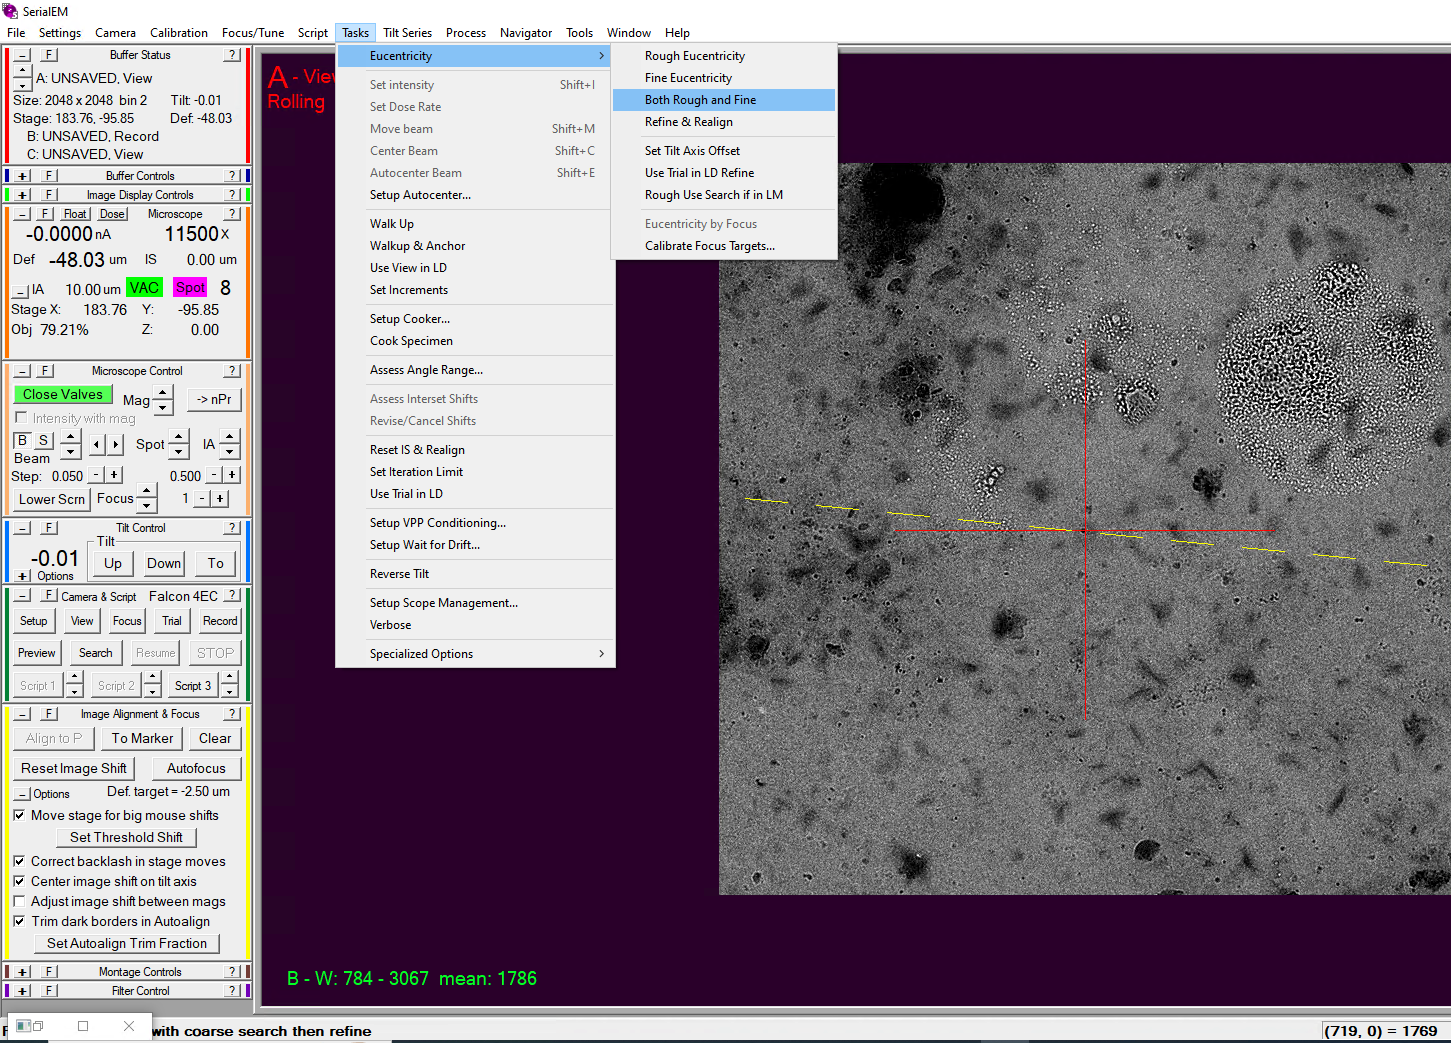 SerialEM
File Settings Camera Calibration Focus/Tune Script Tasks Tilt Series Process Navigator Tools Window Help
– F Buffer Status ?
A: UNSAVED, View
Size: 2048 x 2048 bin 2 Tilt: -0.01
Stage: 183.76, -95.85 Def: -48.03
B: UNSAVED, Record
C: UNSAVED, View
+ F Buffer Controls ?
+ F Image Display Controls ?
– F Float Dose Microscope ?
-0.0000 nA 11500 X
Def -48.03 um IS 0.00 um
– IA 10.00 um VAC Spot 8
Stage X: 183.76 Y: -95.85
Obj 79.21% Z: 0.00
– F Microscope Control ?
Close Valves Mag -> nPr
Intensity with mag
B S Spot IA
Beam
Step: 0.050 - + 0.500 - +
Lower Scrn Focus 1 - +
– F Tilt Control ?
Tilt
-0.01 Up Down To
+ Options
– F Camera & Script Falcon 4EC ?
Setup View Focus Trial Record
Preview Search Resume STOP
Script 1 Script 2 Script 3
– F Image Alignment & Focus ?
Align to P To Marker Clear
Reset Image Shift Autofocus
– Options Def. target = -2.50 um
Move stage for big mouse shifts
Set Threshold Shift
Correct backlash in stage moves
Center image shift on tilt axis
Adjust image shift between mags
Trim dark borders in Autoalign
Set Autoalign Trim Fraction
+ F Montage Controls ?
+ F Filter Control ?
A - View
Rolling
Eucentricity
Set intensity Shift+I
Set Dose Rate
Move beam Shift+M
Center Beam Shift+C
Autocenter Beam Shift+E
Setup Autocenter...
Walk Up
Walkup & Anchor
Use View in LD
Set Increments
Setup Cooker...
Cook Specimen
Assess Angle Range...
Assess Interset Shifts
Revise/Cancel Shifts
Reset IS & Realign
Set Iteration Limit
Use Trial in LD
Setup VPP Conditioning...
Setup Wait for Drift...
Reverse Tilt
Setup Scope Management...
Verbose
Specialized Options
Rough Eucentricity
Fine Eucentricity
Both Rough and Fine
Refine & Realign
Set Tilt Axis Offset
Use Trial in LD Refine
Rough Use Search if in LM
Eucentricity by Focus
Calibrate Focus Targets...
B - W: 784 - 3067 mean: 1786
with coarse search then refine
(719, 0) = 1769